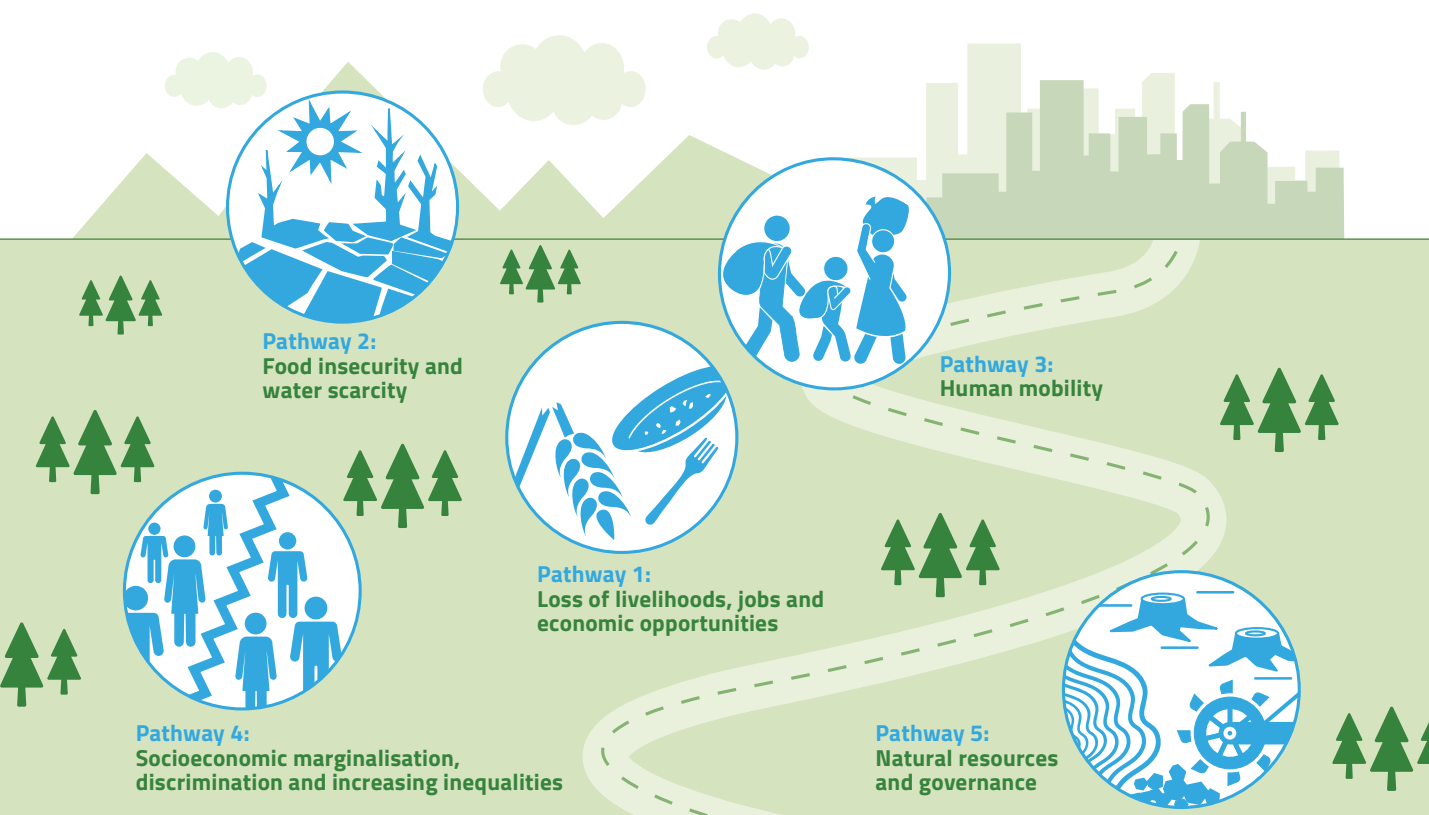 Pathway 2:
Food insecurity and
water scarcity
Pathway 3:
Human mobility
Pathway 1:
Loss of livelihoods, jobs and
economic opportunities
Pathway 4:
Socioeconomic marginalisation,
discrimination and increasing inequalities
Pathway 5:
Natural resources
and governance